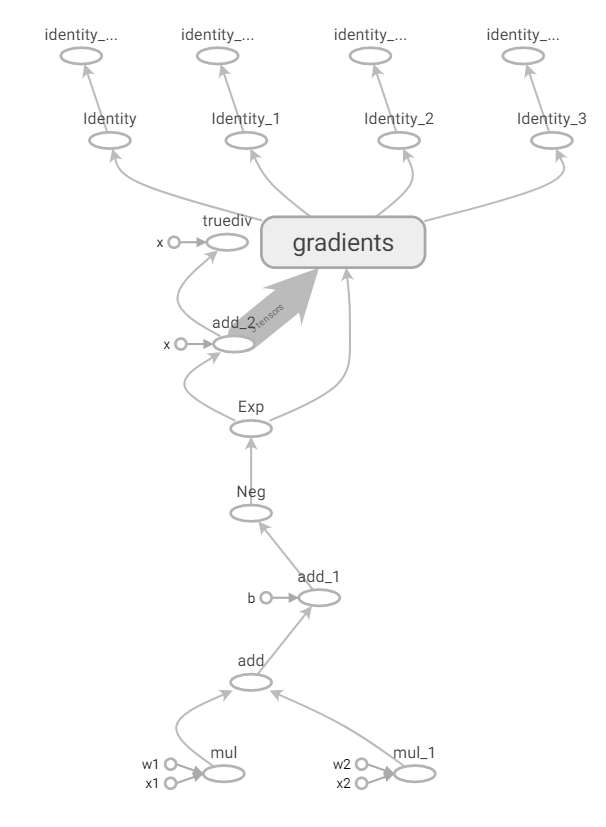 identity_... identity_... identity_... identity_...
Identity Identity_1 Identity_2 Identity_3
truediv
x
gradients
3 tensors
add_2
x
Exp
Neg
add_1
b
add
mul mul_1
w1 w2
x1 x2